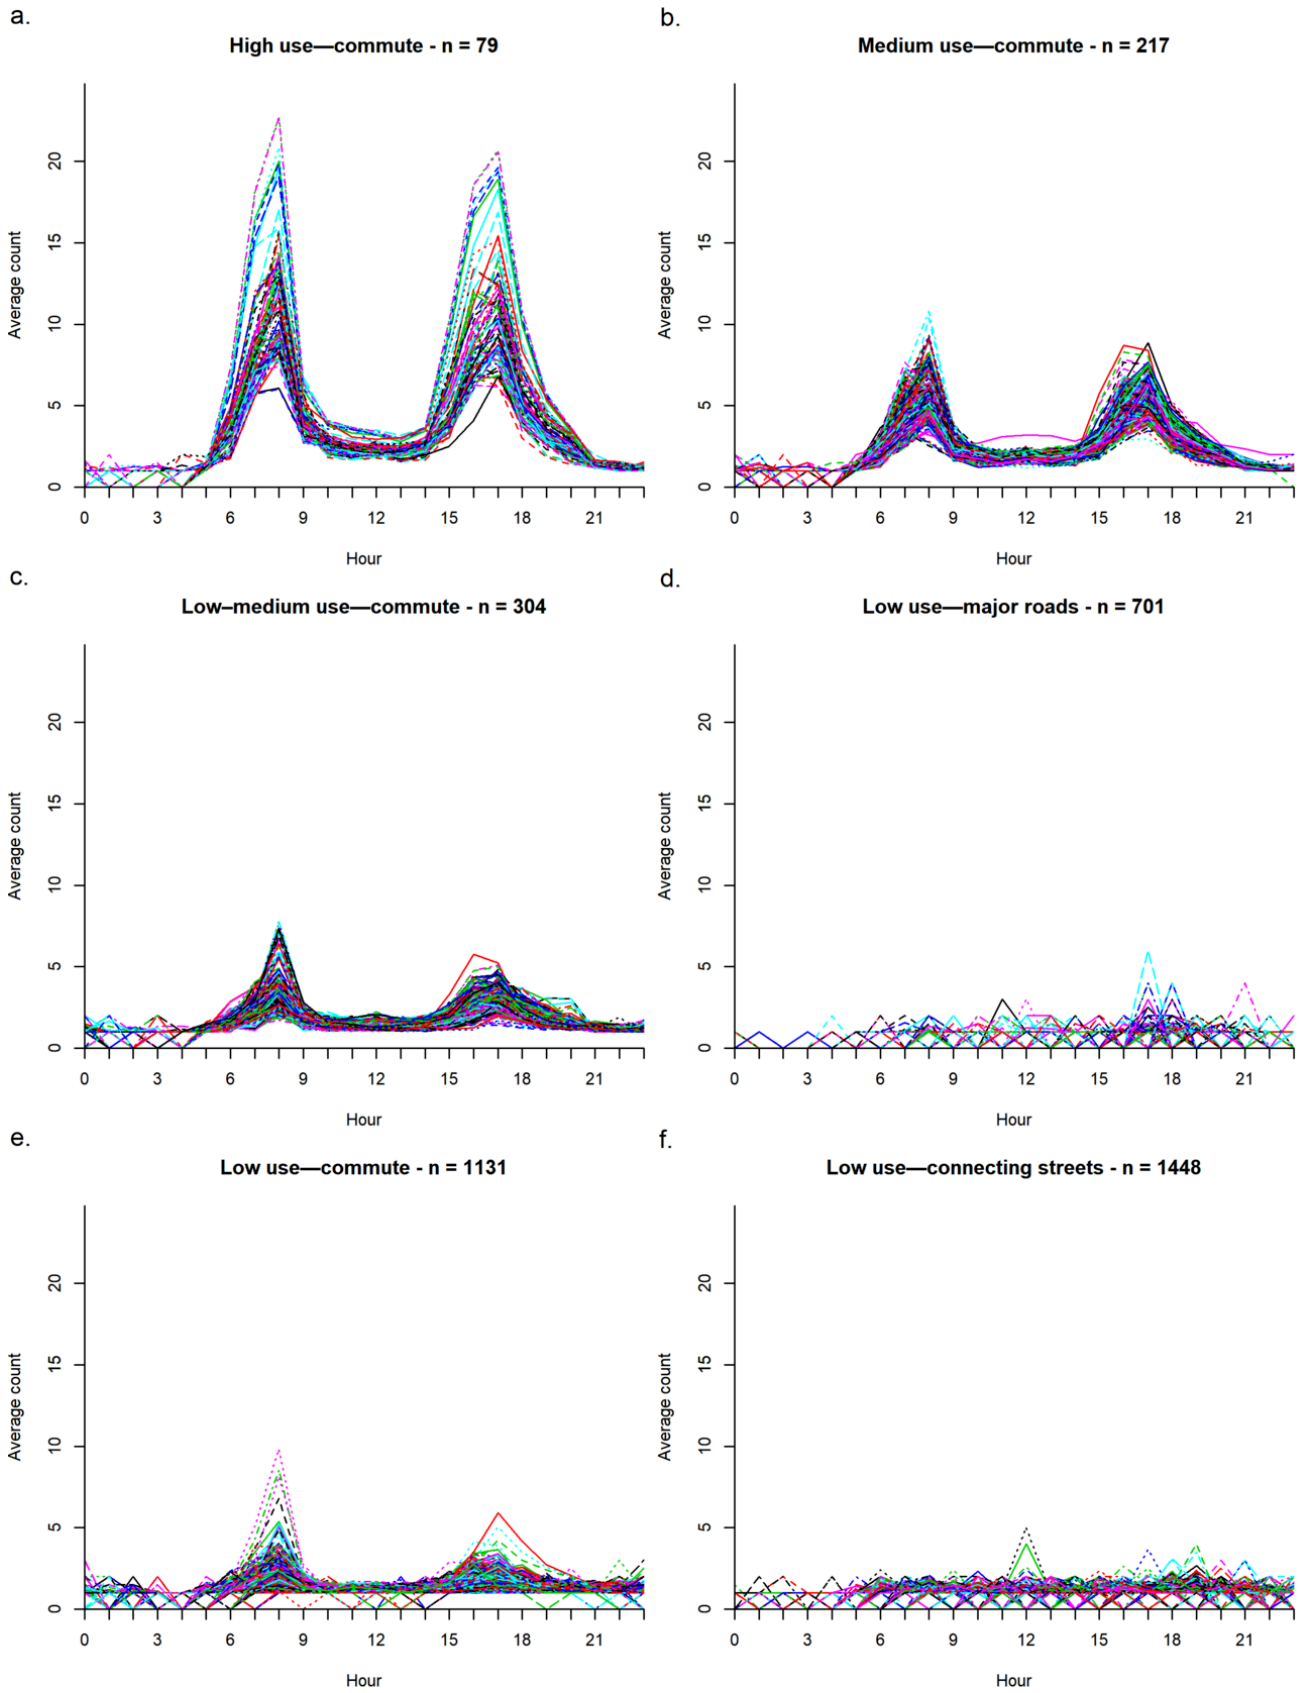 a.
High use—commute - n = 79
Average count
20
15
10
5
0
0 3 6 9 12 15 18 21
Hour
b.
Medium use—commute - n = 217
Average count
20
15
10
5
0
0 3 6 9 12 15 18 21
Hour
c.
Low–medium use—commute - n = 304
Average count
20
15
10
5
0
0 3 6 9 12 15 18 21
Hour
d.
Low use—major roads - n = 701
Average count
20
15
10
5
0
0 3 6 9 12 15 18 21
Hour
e.
Low use—commute - n = 1131
Average count
20
15
10
5
0
0 3 6 9 12 15 18 21
Hour
f.
Low use—connecting streets - n = 1448
Average count
20
15
10
5
0
0 3 6 9 12 15 18 21
Hour